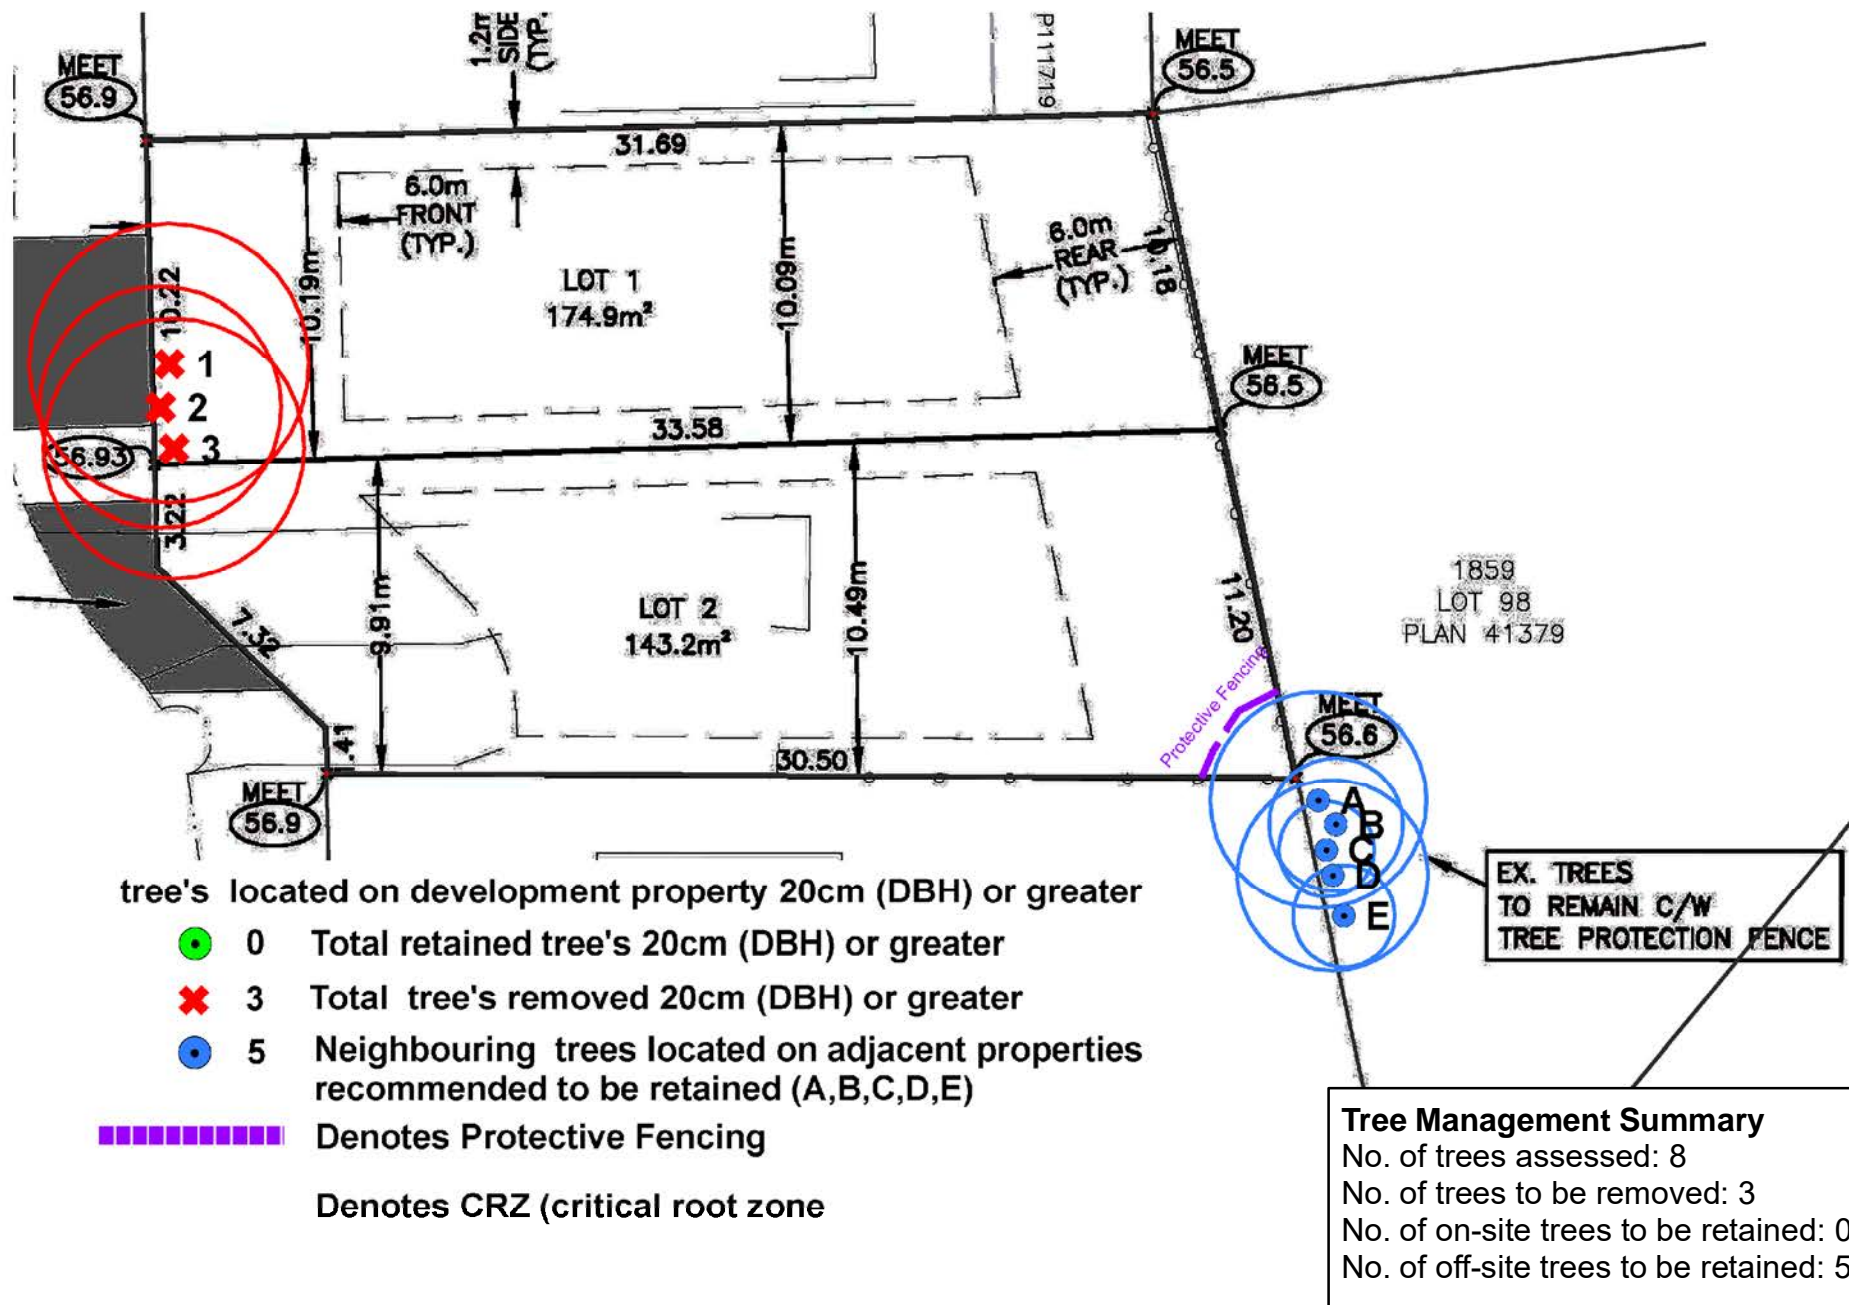 1.2m
SIDE
(TYP.)
P111719
MEET
56.9
MEET
56.5
31.69
6.0m
FRONT
(TYP.)
10.19m
10.09m
6.0m
REAR
(TYP.)
10.18
LOT 1
174.9m²
10.22
1
2
3
56.93
MEET
56.5
33.58
3.22
7.32
9.91m
LOT 2
143.2m²
10.49m
11.20
1859
LOT 98
PLAN 41379
Protective Fencing
MEET
56.6
1.41
30.50
MEET
56.9
A
B
C
D
E
EX. TREES
TO REMAIN C/W
TREE PROTECTION FENCE
tree's located on development property 20cm (DBH) or greater
0 Total retained tree's 20cm (DBH) or greater
3 Total tree's removed 20cm (DBH) or greater
5 Neighbouring trees located on adjacent properties
recommended to be retained (A,B,C,D,E)
Denotes Protective Fencing
Denotes CRZ (critical root zone
Tree Management Summary
No. of trees assessed: 8
No. of trees to be removed: 3
No. of on-site trees to be retained: 0
No. of off-site trees to be retained: 5